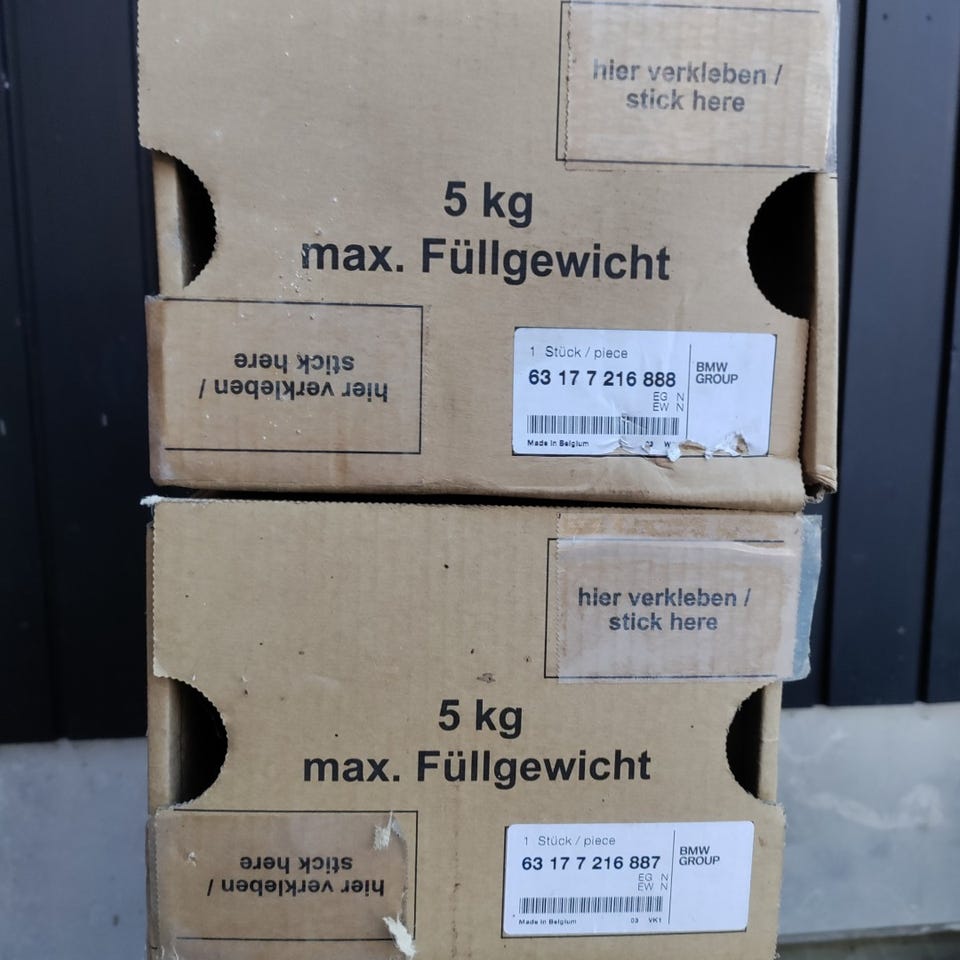 hier verkleben /
stick here
5 kg
max. Füllgewicht
hier verkleben /
stick here
1 Stück / piece
63 17 7 216 888
EG N
EW N
BMW
GROUP
Made in Belgium 03
hier verkleben /
stick here
5 kg
max. Füllgewicht
hier verkleben /
stick here
1 Stück / piece
63 17 7 216 887
EG N
EW N
BMW
GROUP
Made in Belgium 03 VK1